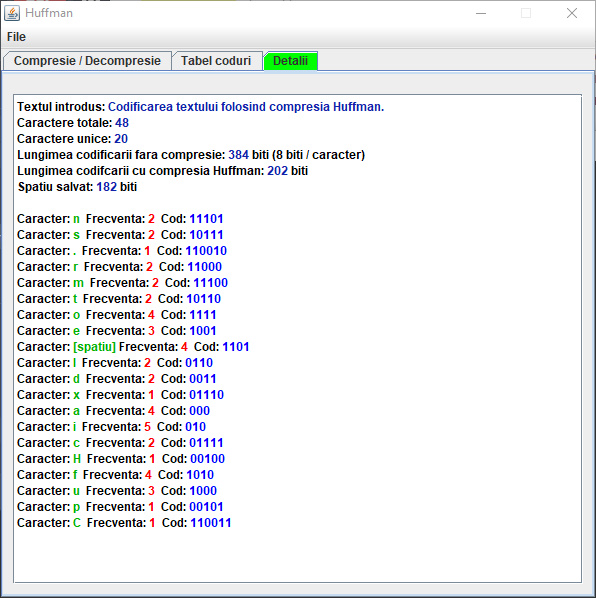 Huffman
File
Compresie / Decompresie Tabel coduri Detalii
Textul introdus: Codificarea textului folosind compresia Huffman.
Caractere totale: 48
Caractere unice: 20
Lungimea codificarii fara compresie: 384 biti (8 biti / caracter)
Lungimea codifcarii cu compresia Huffman: 202 biti
Spatiu salvat: 182 biti
Caracter: n Frecventa: 2 Cod: 11101
Caracter: s Frecventa: 2 Cod: 10111
Caracter: . Frecventa: 1 Cod: 110010
Caracter: r Frecventa: 2 Cod: 11000
Caracter: m Frecventa: 2 Cod: 11100
Caracter: t Frecventa: 2 Cod: 10110
Caracter: o Frecventa: 4 Cod: 1111
Caracter: e Frecventa: 3 Cod: 1001
Caracter: [spatiu] Frecventa: 4 Cod: 1101
Caracter: l Frecventa: 2 Cod: 0110
Caracter: d Frecventa: 2 Cod: 0011
Caracter: x Frecventa: 1 Cod: 01110
Caracter: a Frecventa: 4 Cod: 000
Caracter: i Frecventa: 5 Cod: 010
Caracter: c Frecventa: 2 Cod: 01111
Caracter: H Frecventa: 1 Cod: 00100
Caracter: f Frecventa: 4 Cod: 1010
Caracter: u Frecventa: 3 Cod: 1000
Caracter: p Frecventa: 1 Cod: 00101
Caracter: C Frecventa: 1 Cod: 110011